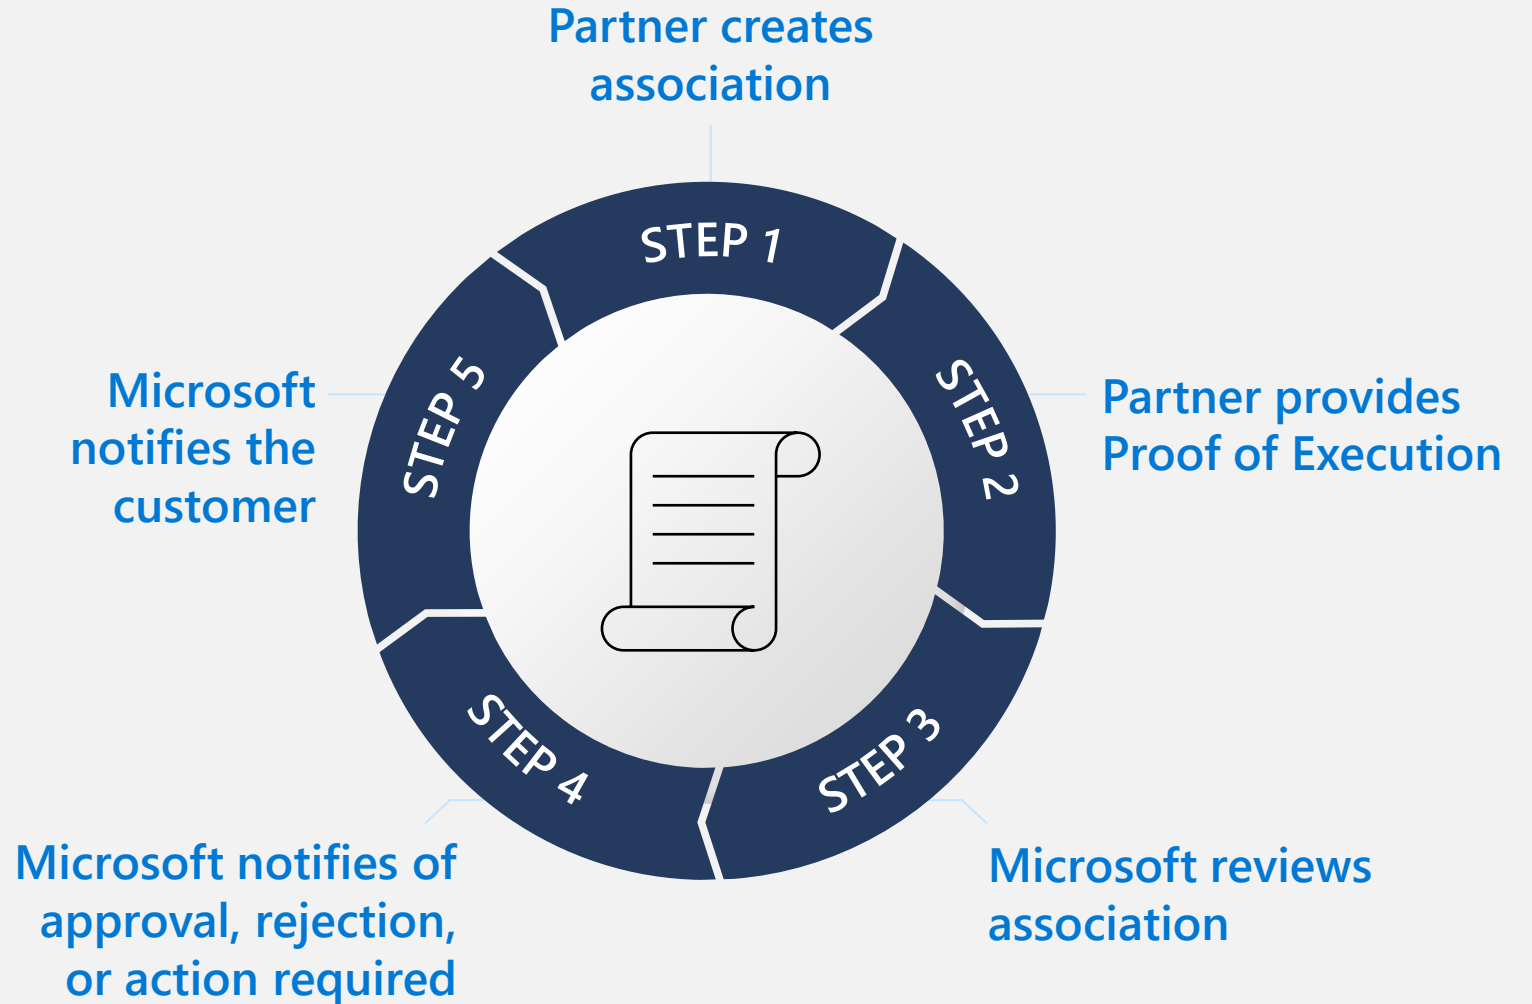 Partner creates
association
STEP 1
STEP 2
Partner provides
Proof of Execution
STEP 3
Microsoft reviews
association
STEP 4
Microsoft notifies of
approval, rejection,
or action required
STEP 5
Microsoft
notifies the
customer